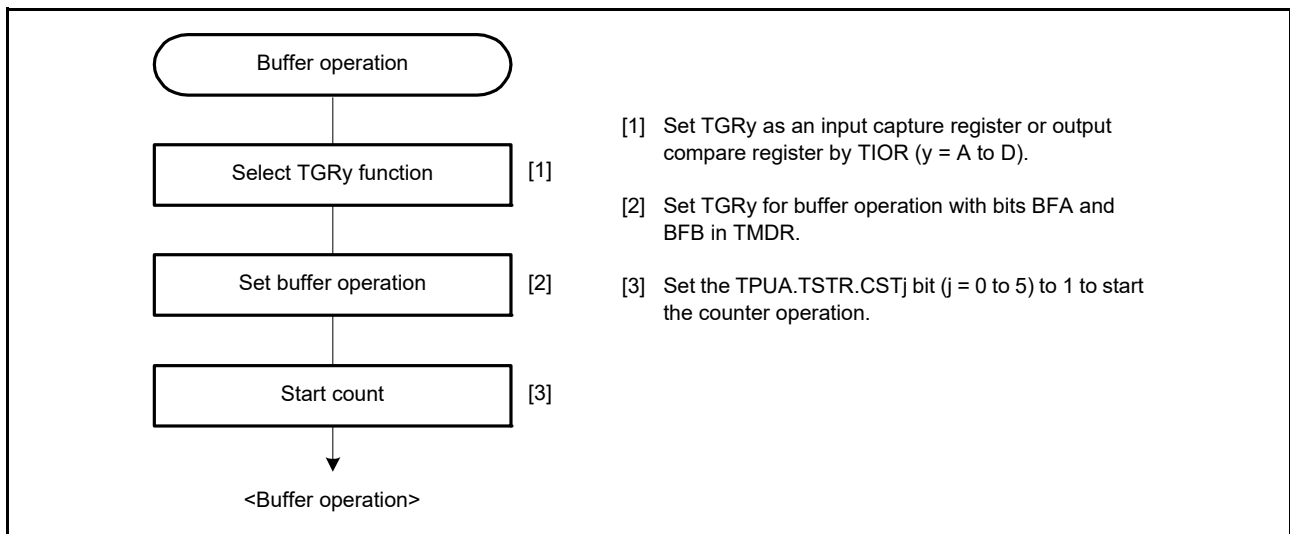 Buffer operation
Select TGRy function
[1]
Set buffer operation
[2]
Start count
[3]
<Buffer operation>
[1] Set TGRy as an input capture register or output
compare register by TIOR (y = A to D).
[2] Set TGRy for buffer operation with bits BFA and
BFB in TMDR.
[3] Set the TPUA.TSTR.CSTj bit (j = 0 to 5) to 1 to start
the counter operation.